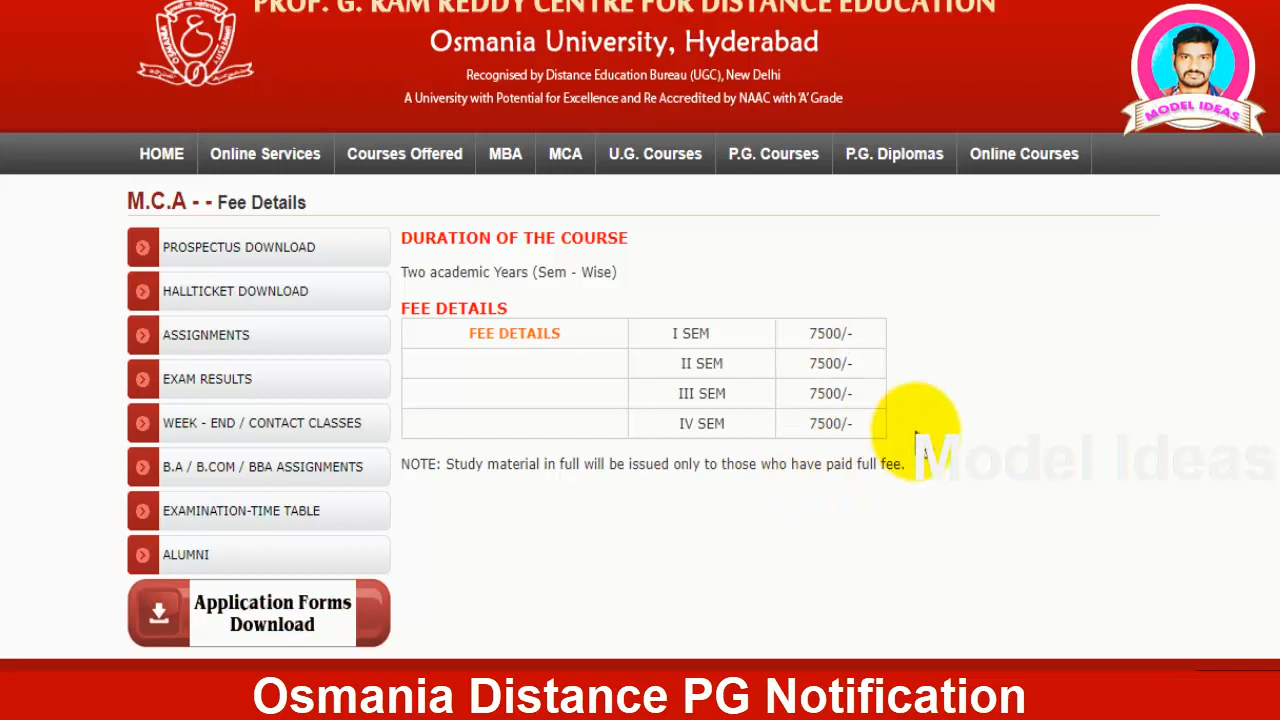 PROF. G. RAM REDDY CENTRE FOR DISTANCE EDUCATION
Osmania University, Hyderabad
Recognised by Distance Education Bureau (UGC), New Delhi
A University with Potential for Excellence and Re Accredited by NAAC with 'A' Grade
MODEL IDEAS
HOME Online Services Courses Offered MBA MCA U.G. Courses P.G. Courses P.G. Diplomas Online Courses
M.C.A - - Fee Details
PROSPECTUS DOWNLOAD
HALLTICKET DOWNLOAD
ASSIGNMENTS
EXAM RESULTS
WEEK - END / CONTACT CLASSES
B.A / B.COM / BBA ASSIGNMENTS
EXAMINATION-TIME TABLE
ALUMNI
Application Forms
Download
DURATION OF THE COURSE
Two academic Years (Sem - Wise)
FEE DETAILS
FEE DETAILS I SEM 7500/-
II SEM 7500/-
III SEM 7500/-
IV SEM 7500/-
NOTE: Study material in full will be issued only to those who have paid full fee.
Model Ideas
Osmania Distance PG Notification